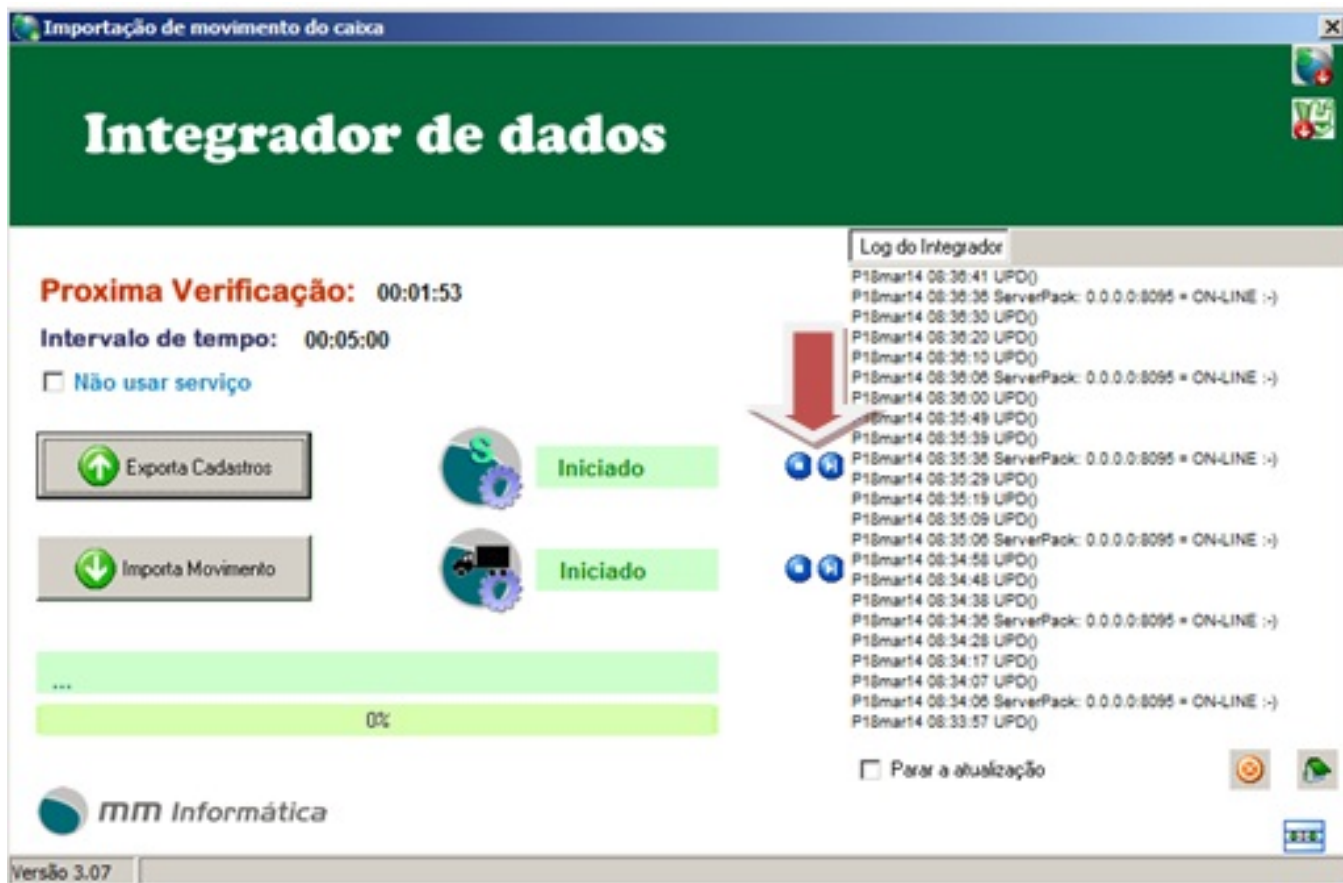 Importação de movimento do caixa
Integrador de dados
Proxima Verificação: 00:01:53
Intervalo de tempo: 00:05:00
Não usar serviço
Exporta Cadastros
Iniciado
Importa Movimento
Iniciado
...
0%
mm Informática
Log do Integrador
P18mar14 08:36:41 UPD()
P18mar14 08:36:36 ServerPack: 0.0.0.0:8095 = ON-LINE :-)
P18mar14 08:36:30 UPD()
P18mar14 08:36:20 UPD()
P18mar14 08:36:10 UPD()
P18mar14 08:36:06 ServerPack: 0.0.0.0:8095 = ON-LINE :-)
P18mar14 08:36:00 UPD()
P18mar14 08:35:49 UPD()
P18mar14 08:35:39 UPD()
P18mar14 08:35:36 ServerPack: 0.0.0.0:8095 = ON-LINE :-)
P18mar14 08:35:29 UPD()
P18mar14 08:35:19 UPD()
P18mar14 08:35:09 UPD()
P18mar14 08:35:06 ServerPack: 0.0.0.0:8095 = ON-LINE :-)
P18mar14 08:34:58 UPD()
P18mar14 08:34:48 UPD()
P18mar14 08:34:38 UPD()
P18mar14 08:34:36 ServerPack: 0.0.0.0:8095 = ON-LINE :-)
P18mar14 08:34:28 UPD()
P18mar14 08:34:17 UPD()
P18mar14 08:34:07 UPD()
P18mar14 08:34:06 ServerPack: 0.0.0.0:8095 = ON-LINE :-)
P18mar14 08:33:57 UPD()
Parar a atualização
Versão 3.07